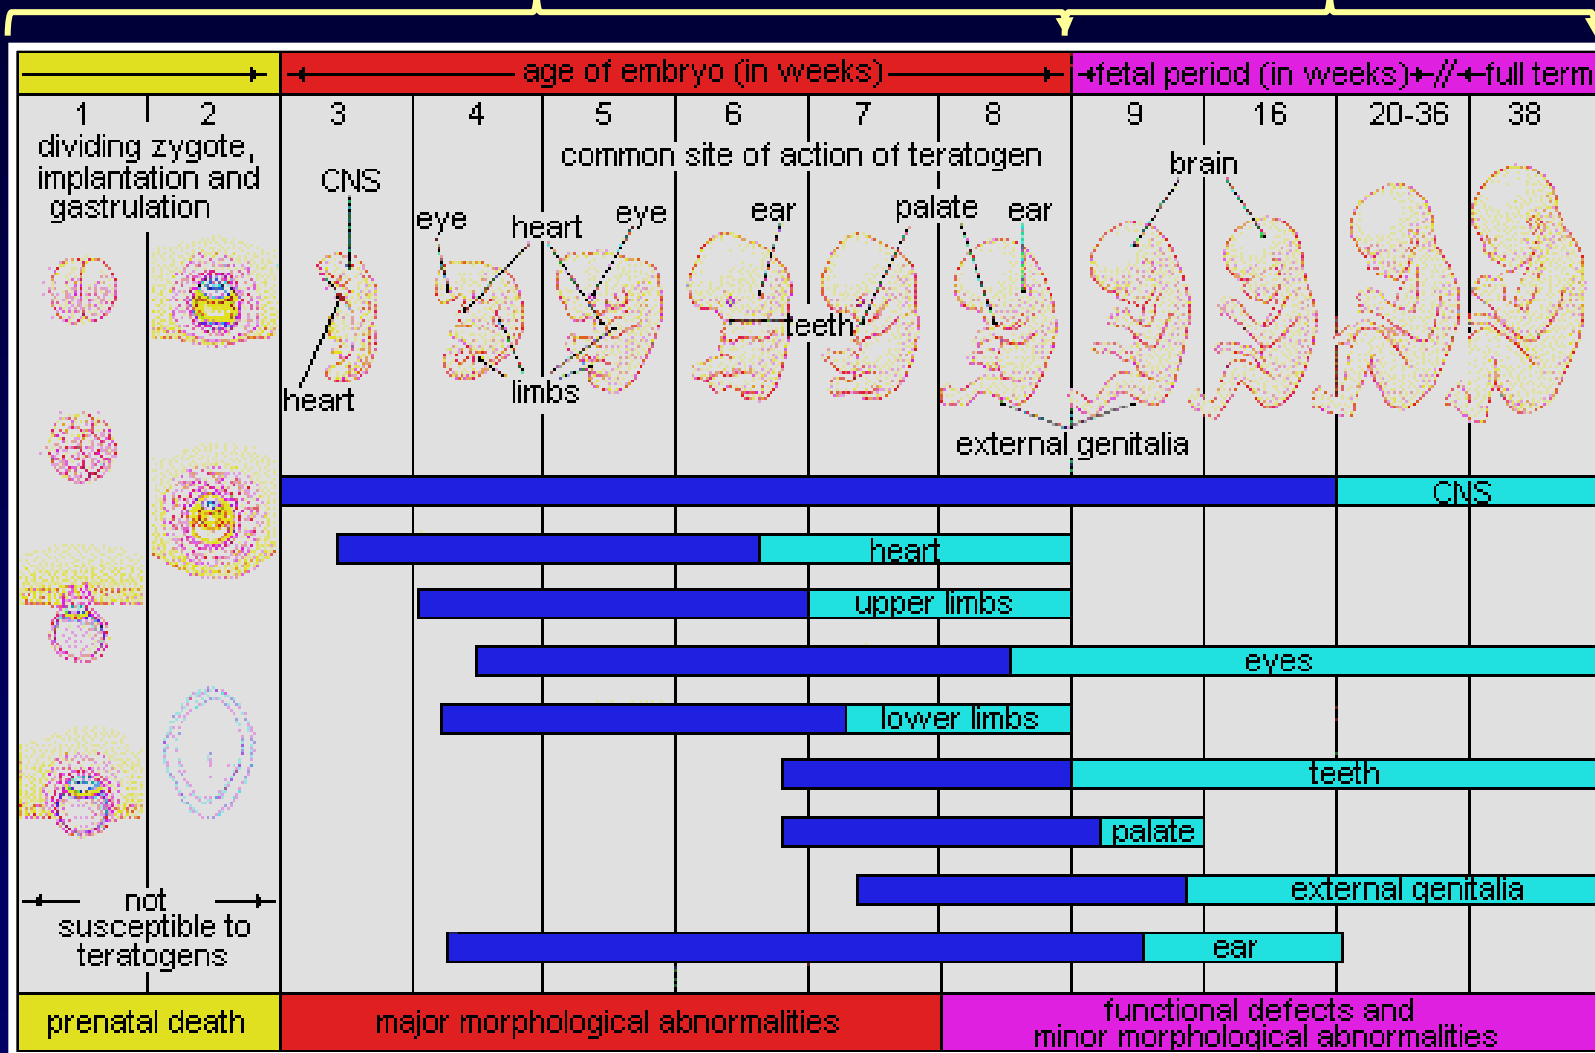 age of embryo (in weeks)
fetal period (in weeks)
//
full term
1
2
3
4
5
6
7
8
9
16
20-36
38
dividing zygote,
implantation and
gastrulation
common site of action of teratogen
CNS
eye
heart
eye
ear
palate
ear
brain
teeth
heart
limbs
external genitalia
CNS
heart
upper limbs
eyes
lower limbs
teeth
palate
external genitalia
ear
not
susceptible to
teratogens
prenatal death
major morphological abnormalities
functional defects and
minor morphological abnormalities